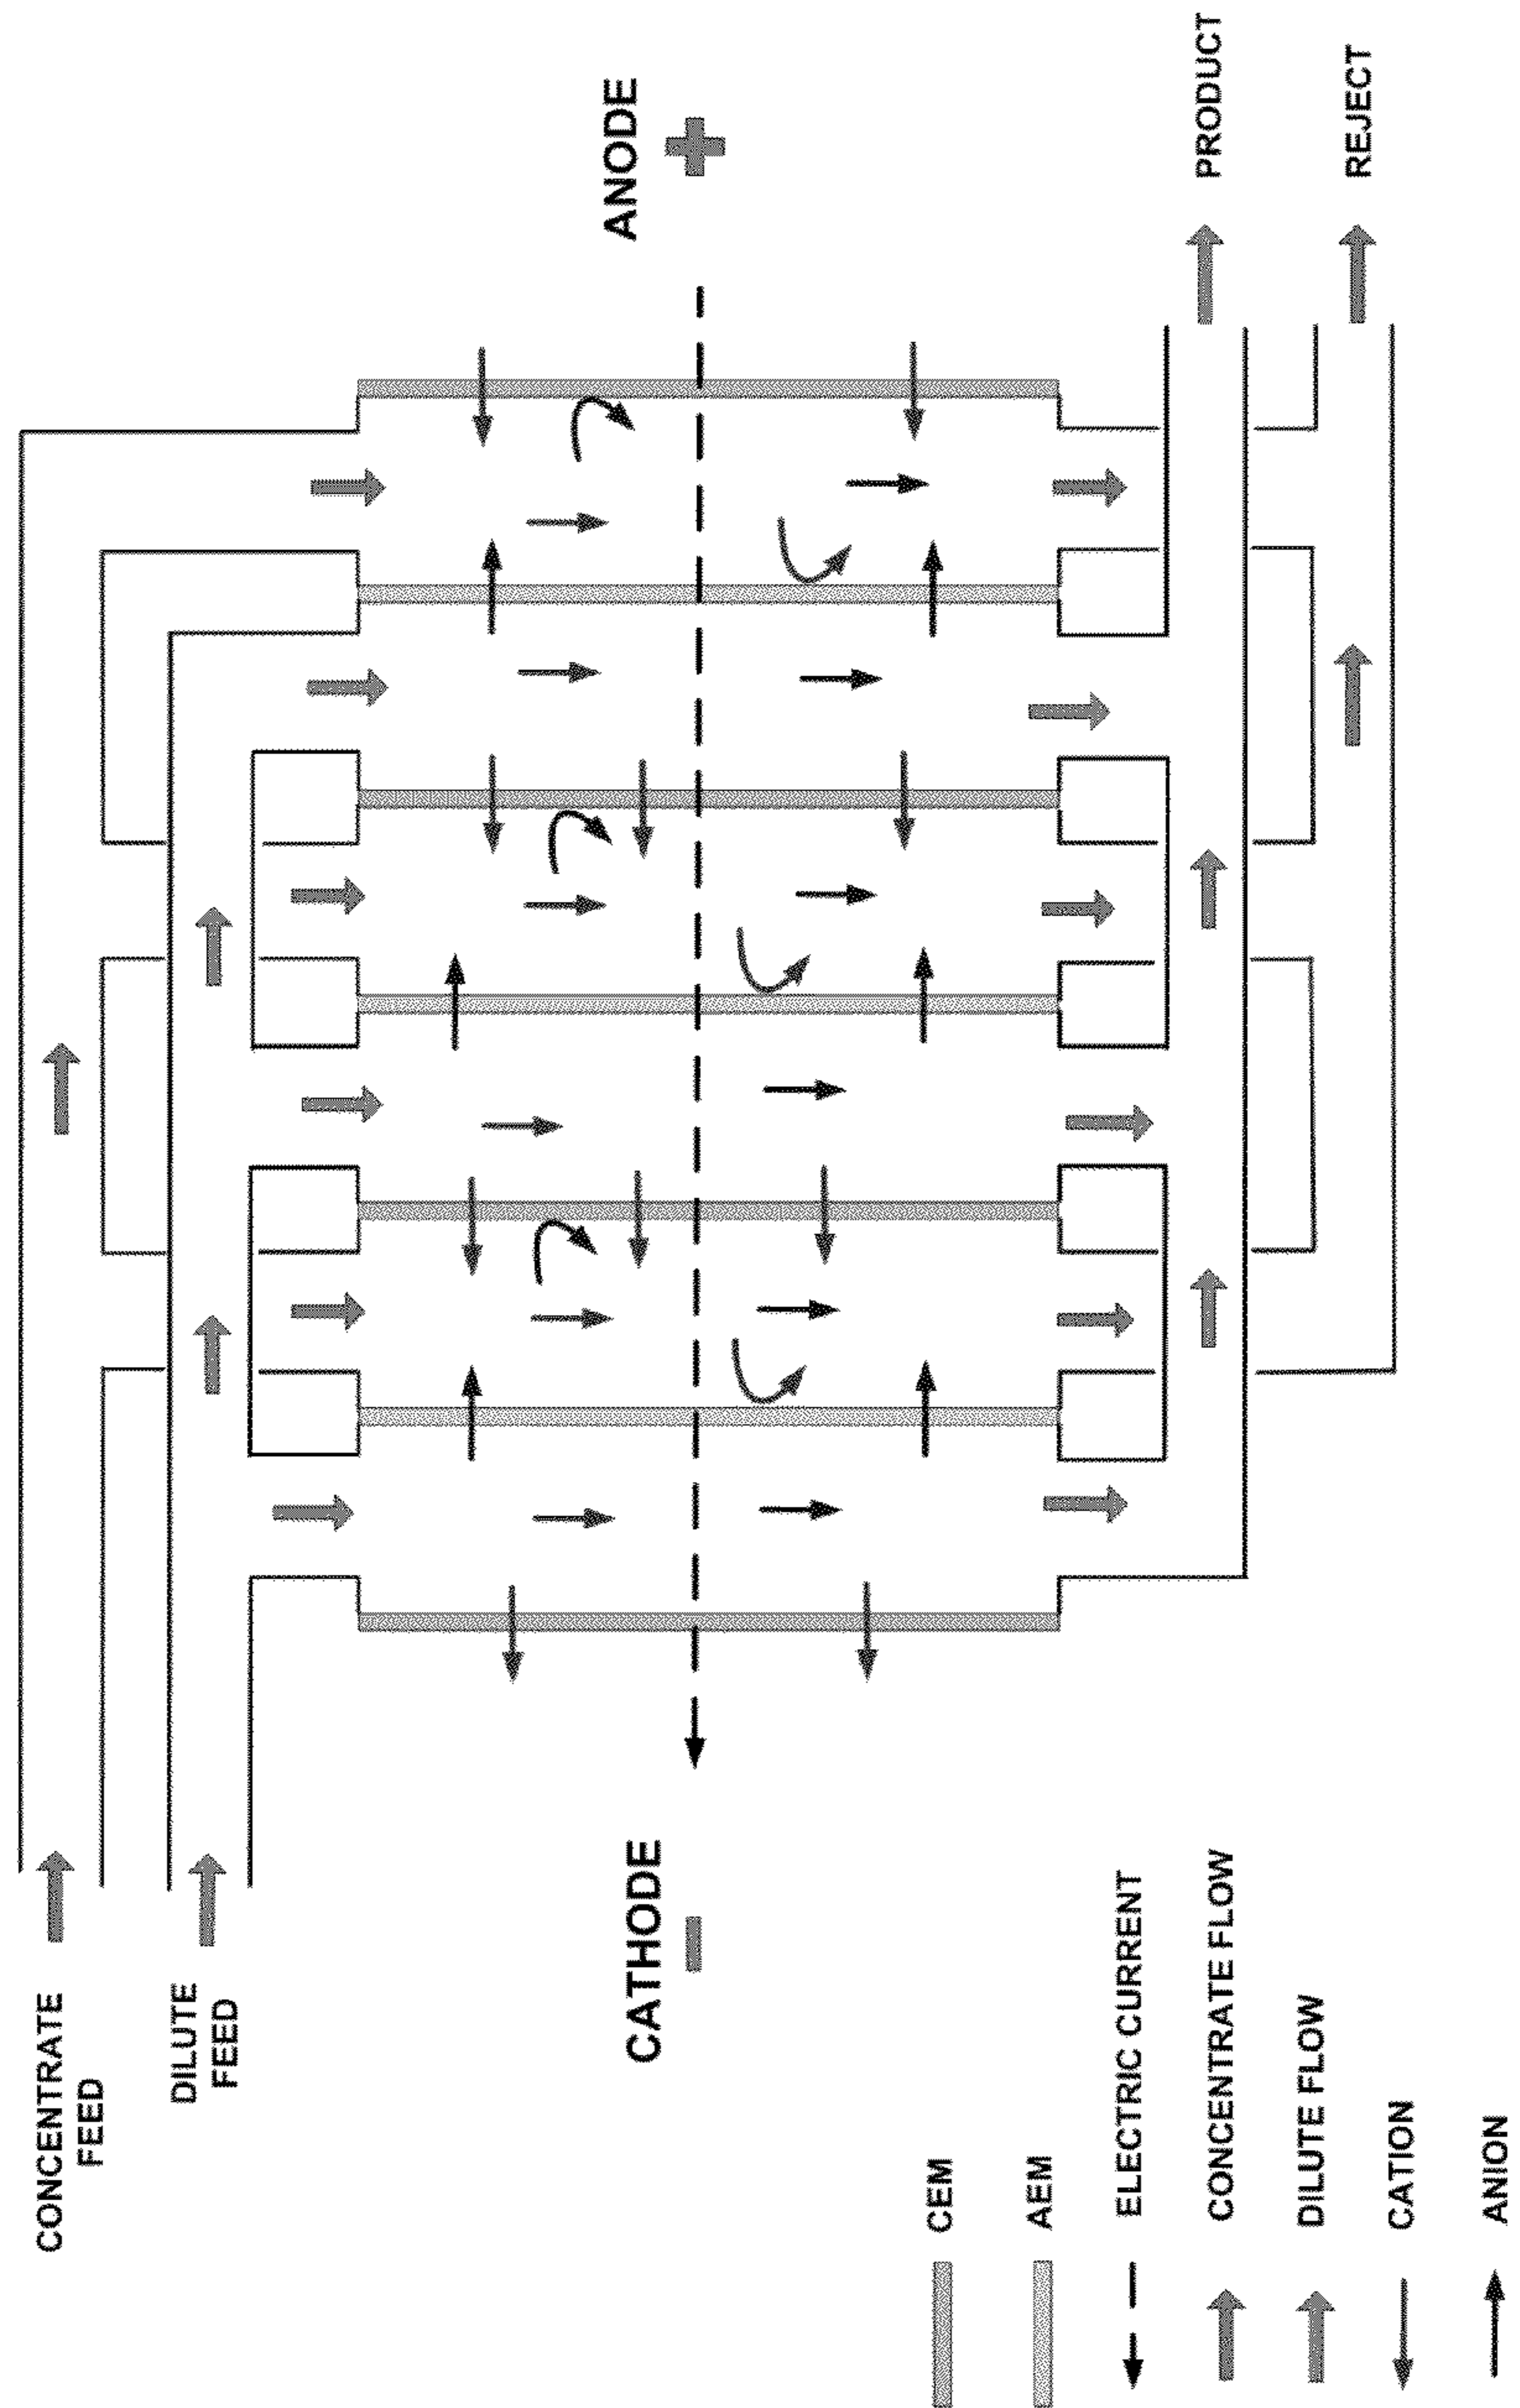 CONCENTRATE
FEED
DILUTE
FEED
CATHODE
ANODE
PRODUCT
REJECT
CEM
AEM
ELECTRIC CURRENT
CONCENTRATE FLOW
DILUTE FLOW
CATION
ANION